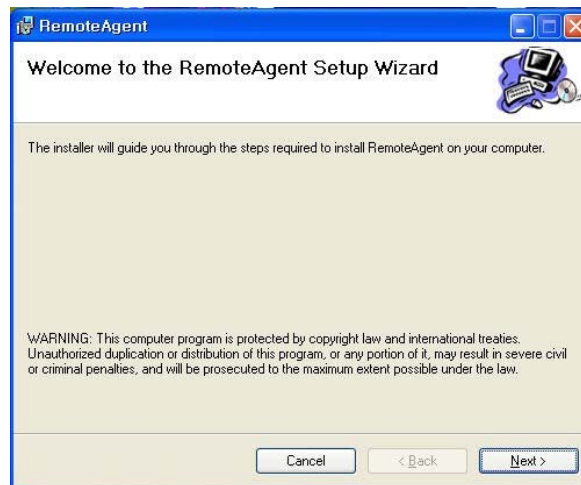 RemoteAgent
Welcome to the RemoteAgent Setup Wizard
The installer will guide you through the steps required to install RemoteAgent on your computer.
WARNING: This computer program is protected by copyright law and international treaties.
Unauthorized duplication or distribution of this program, or any portion of it, may result in severe civil
or criminal penalties, and will be prosecuted to the maximum extent possible under the law.
Cancel < Back Next >